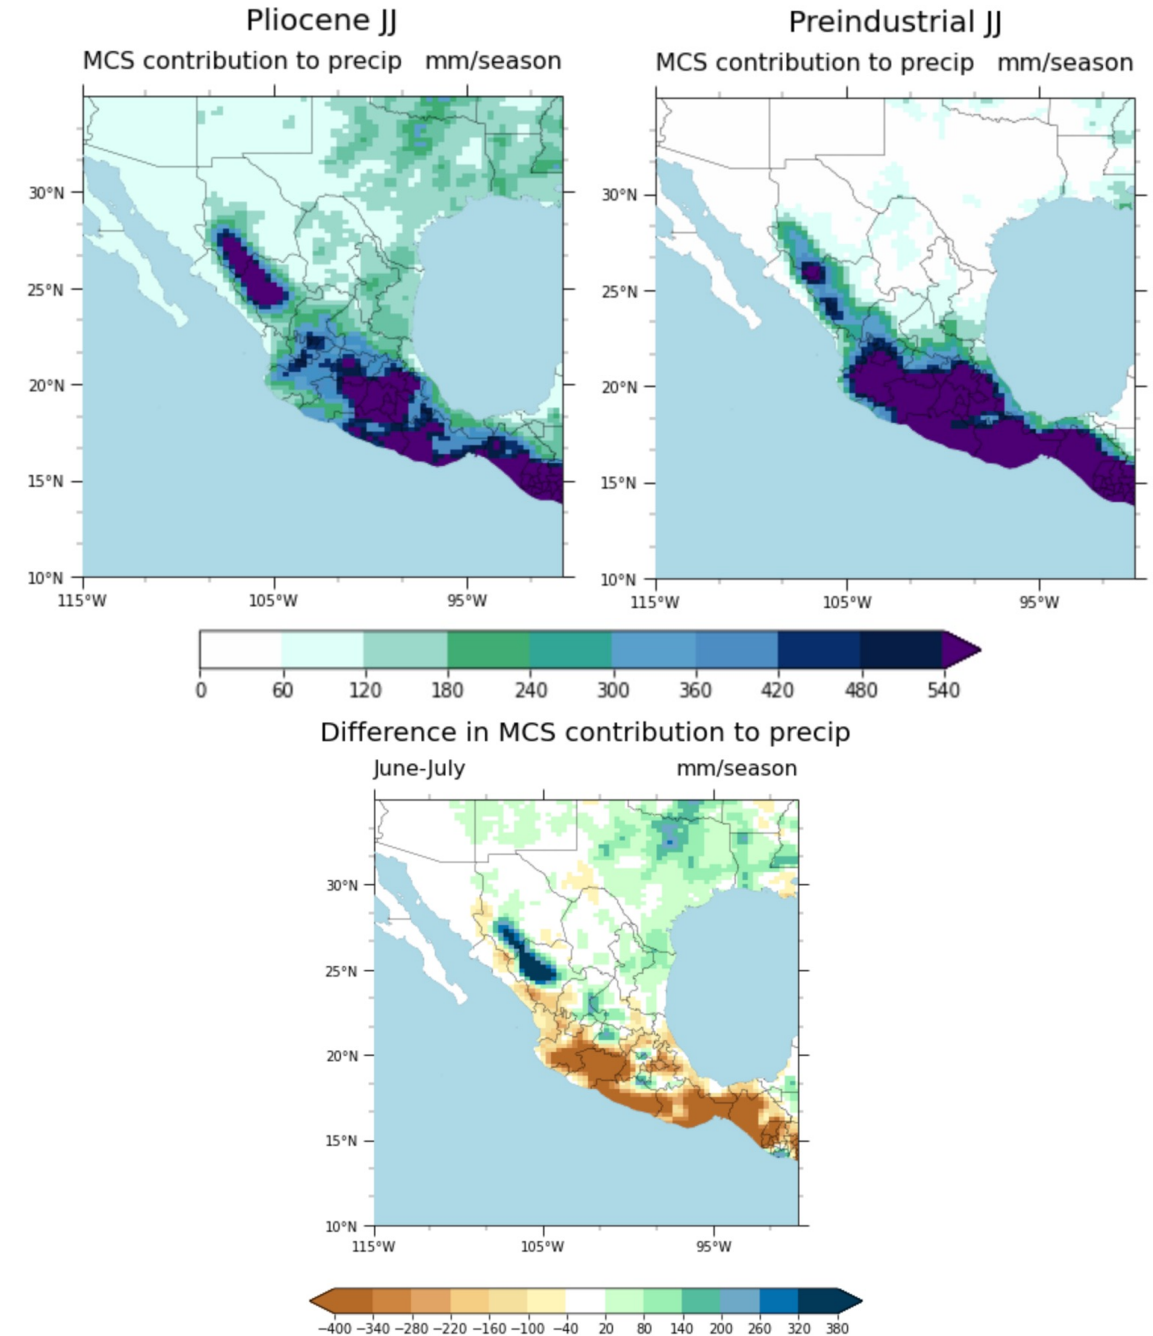 Pliocene JJ
MCS contribution to precip mm/season
30°N
25°N
20°N
15°N
10°N
115°W 105°W 95°W
Preindustrial JJ
MCS contribution to precip mm/season
30°N
25°N
20°N
15°N
10°N
115°W 105°W 95°W
0 60 120 180 240 300 360 420 480 540
Difference in MCS contribution to precip
June-July mm/season
30°N
25°N
20°N
15°N
10°N
115°W 105°W 95°W
−400 −340 −280 −220 −160 −100 −40 20 80 140 200 260 320 380